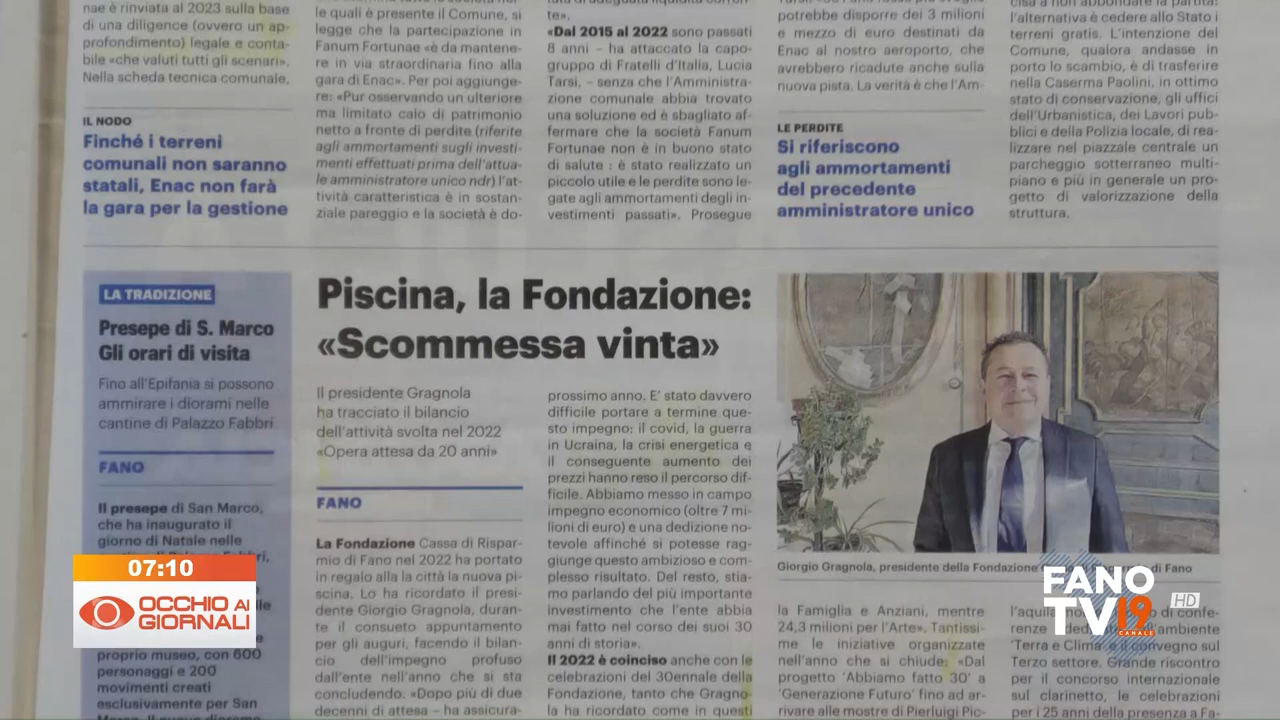 nae è rinviata al 2023 sulla base
di una diligence (ovvero un ap-
profondimento) legale e conta-
bile «che valuti tutti gli scenari».
Nella scheda tecnica comunale,
IL NODO
Finché i terreni
comunali non saranno
statali, Enac non farà
la gara per la gestione
le quali è presente il Comune, si
legge che la partecipazione in
Fanum Fortunae «è da mantene-
re in via straordinaria fino alla
gara di Enac». Per poi aggiunge-
re: «Pur osservando un ulteriore
ma limitato calo di patrimonio
netto a fronte di perdite (riferite
agli ammortamenti sugli investi-
menti effettuati prima dell'attua-
le amministratore unico ndr) l'at-
tività caratteristica è in sostan-
ziale pareggio e la società è do-
te».
«Dal 2015 al 2022 sono passati
8 anni – ha attaccato la capo-
gruppo di Fratelli d'Italia, Lucia
Tarsi, – senza che l'Amministra-
zione comunale abbia trovato
una soluzione ed è sbagliato af-
fermare che la società Fanum
Fortunae non è in buono stato
di salute : è stato realizzato un
piccolo utile e le perdite sono le-
gate agli ammortamenti degli in-
vestimenti passati». Prosegue
potrebbe disporre dei 3 milioni
e mezzo di euro destinati da
Enac al nostro aeroporto, che
avrebbero ricadute anche sulla
nuova pista. La verità è che l'Am-
LE PERDITE
Si riferiscono
agli ammortamenti
del precedente
amministratore unico
l'alternativa è cedere allo Stato i
terreni gratis. L'intenzione del
Comune, qualora andasse in
porto lo scambio, è di trasferire
nella Caserma Paolini, in ottimo
stato di conservazione, gli uffici
dell'Urbanistica, dei Lavori pub-
blici e della Polizia locale, di rea-
lizzare nel piazzale centrale un
parcheggio sotterraneo multi-
piano e più in generale un pro-
getto di valorizzazione della
struttura.
LA TRADIZIONE
Presepe di S. Marco
Gli orari di visita
Fino all'Epifania si possono
ammirare i diorami nelle
cantine di Palazzo Fabbri
FANO
Il presepe di San Marco,
che ha inaugurato il
giorno di Natale nelle
proprio museo, con 600
personaggi e 200
movimenti creati
esclusivamente per San
Piscina, la Fondazione:
«Scommessa vinta»
Il presidente Gragnola
ha tracciato il bilancio
dell'attività svolta nel 2022
«Opera attesa da 20 anni»
FANO
La Fondazione Cassa di Rispar-
mio di Fano nel 2022 ha portato
in regalo alla città la nuova pi-
scina. Lo ha ricordato il presi-
dente Giorgio Gragnola, duran-
te il consueto appuntamento
per gli auguri, facendo il bilan-
cio dell'impegno profuso
dall'ente nell'anno che si sta
concludendo. «Dopo più di due
decenni di attesa – ha assicura-
prossimo anno. E' stato davvero
difficile portare a termine que-
sto impegno: il covid, la guerra
in Ucraina, la crisi energetica e
il conseguente aumento dei
prezzi hanno reso il percorso dif-
ficile. Abbiamo messo in campo
impegno economico (oltre 7 mi-
lioni di euro) e una dedizione no-
tevole affinché si potesse rag-
giunge questo ambizioso e com-
plesso risultato. Del resto, stia-
mo parlando del più importante
investimento che l'ente abbia
mai fatto nel corso dei suoi 30
anni di storia».
Il 2022 è coinciso anche con le
celebrazioni del 30ennale della
Fondazione, tanto che Gragno-
la ha ricordato come in questi
Giorgio Gragnola, presidente della Fondazione di Fano
la Famiglia e Anziani, mentre
24,3 milioni per l'Arte». Tantissi-
me le iniziative organizzate
nell'anno che si chiude: «Dal
progetto 'Abbiamo fatto 30' a
'Generazione Futuro' fino ad ar-
rivare alle mostre di Pierluigi Pic-
'Terra e Clima e il convegno sul
Terzo settore. Grande riscontro
per il concorso internazionale
sul clarinetto, le celebrazioni
per i 25 anni della presenza a Fa-
07:10
OCCHIO AI
GIORNALI
FANO
TV 19
CANALE
HD